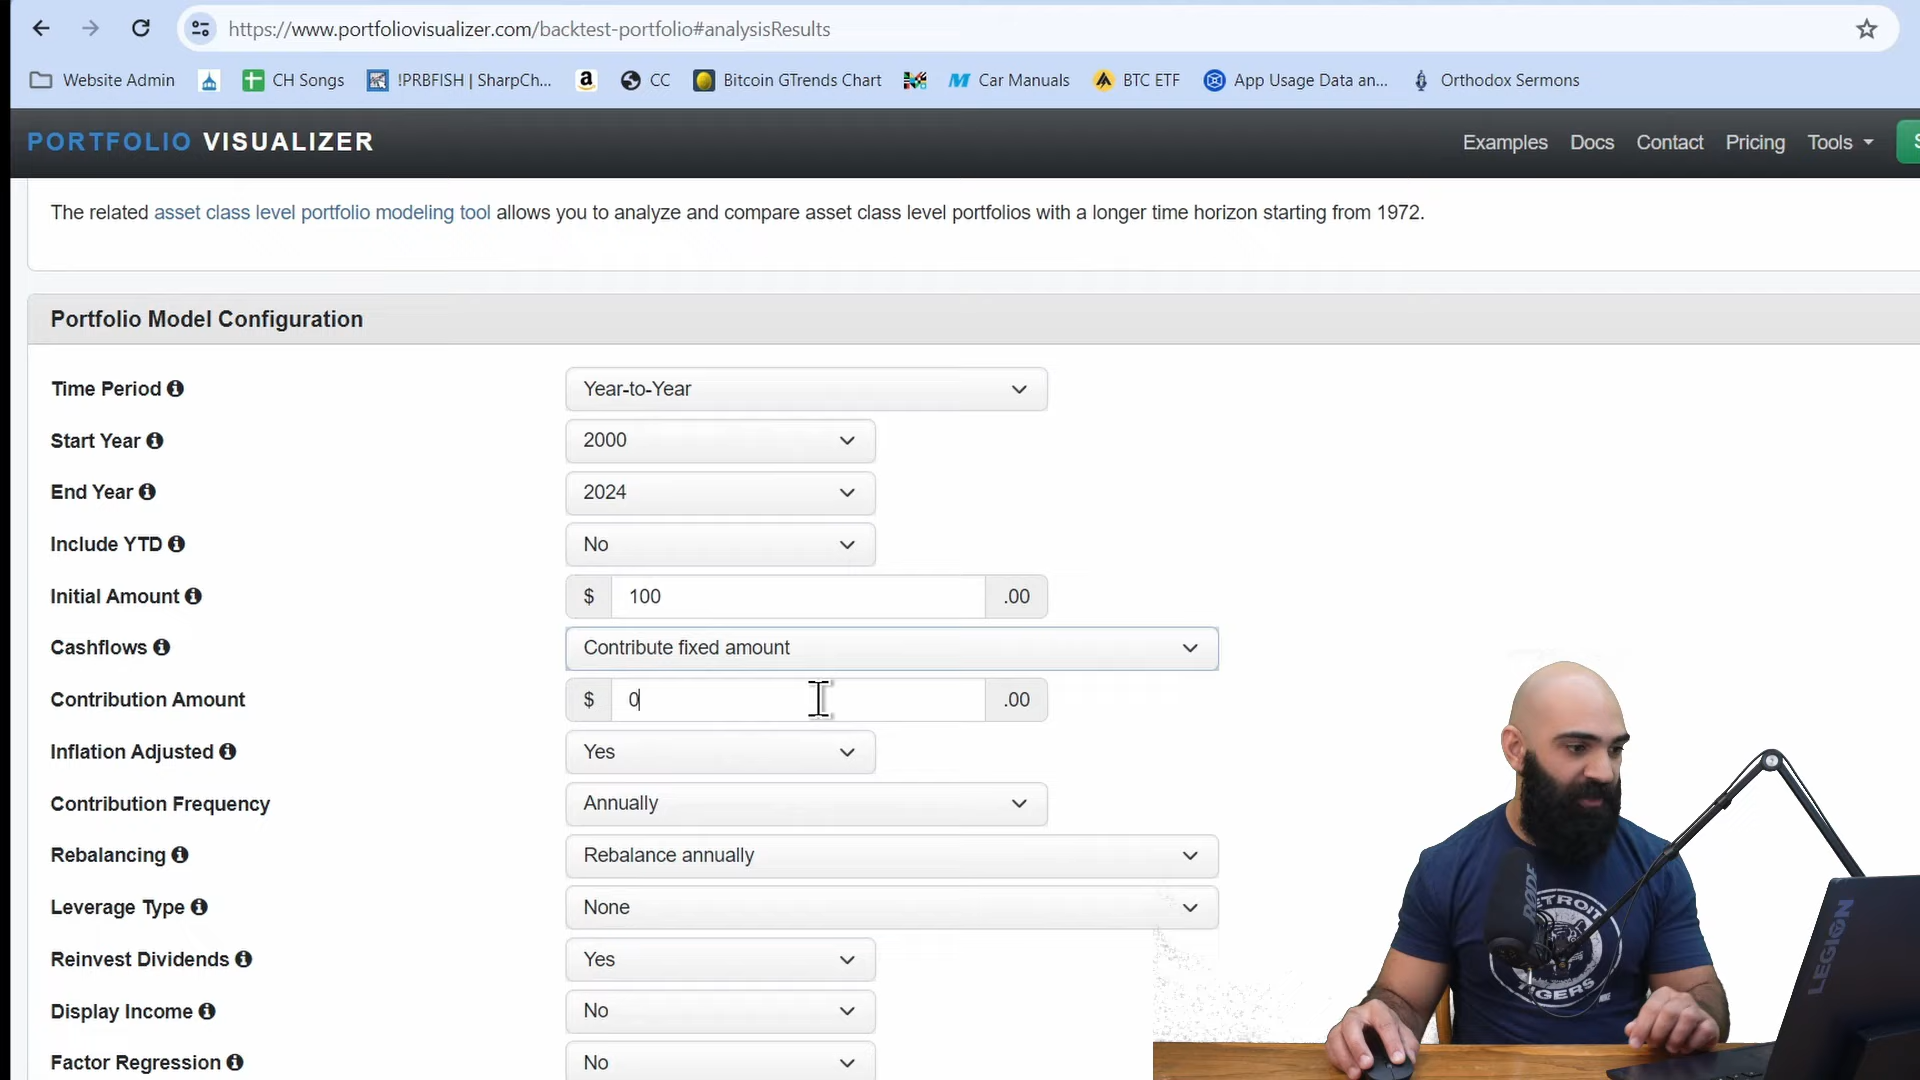 https://www.portfoliovisualizer.com/backtest-portfolio#analysisResults
Website Admin CH Songs !PRBFISH | SharpCh... CC Bitcoin GTrends Chart Car Manuals BTC ETF App Usage Data an... Orthodox Sermons
PORTFOLIO VISUALIZER Examples Docs Contact Pricing Tools
The related asset class level portfolio modeling tool allows you to analyze and compare asset class level portfolios with a longer time horizon starting from 1972.
Portfolio Model Configuration
Time Period Year-to-Year
Start Year 2000
End Year 2024
Include YTD No
Initial Amount $ 100 .00
Cashflows Contribute fixed amount
Contribution Amount $ 0 .00
Inflation Adjusted Yes
Contribution Frequency Annually
Rebalancing Rebalance annually
Leverage Type None
Reinvest Dividends Yes
Display Income No
Factor Regression No
RODE
DETROIT
TIGERS
LEGION